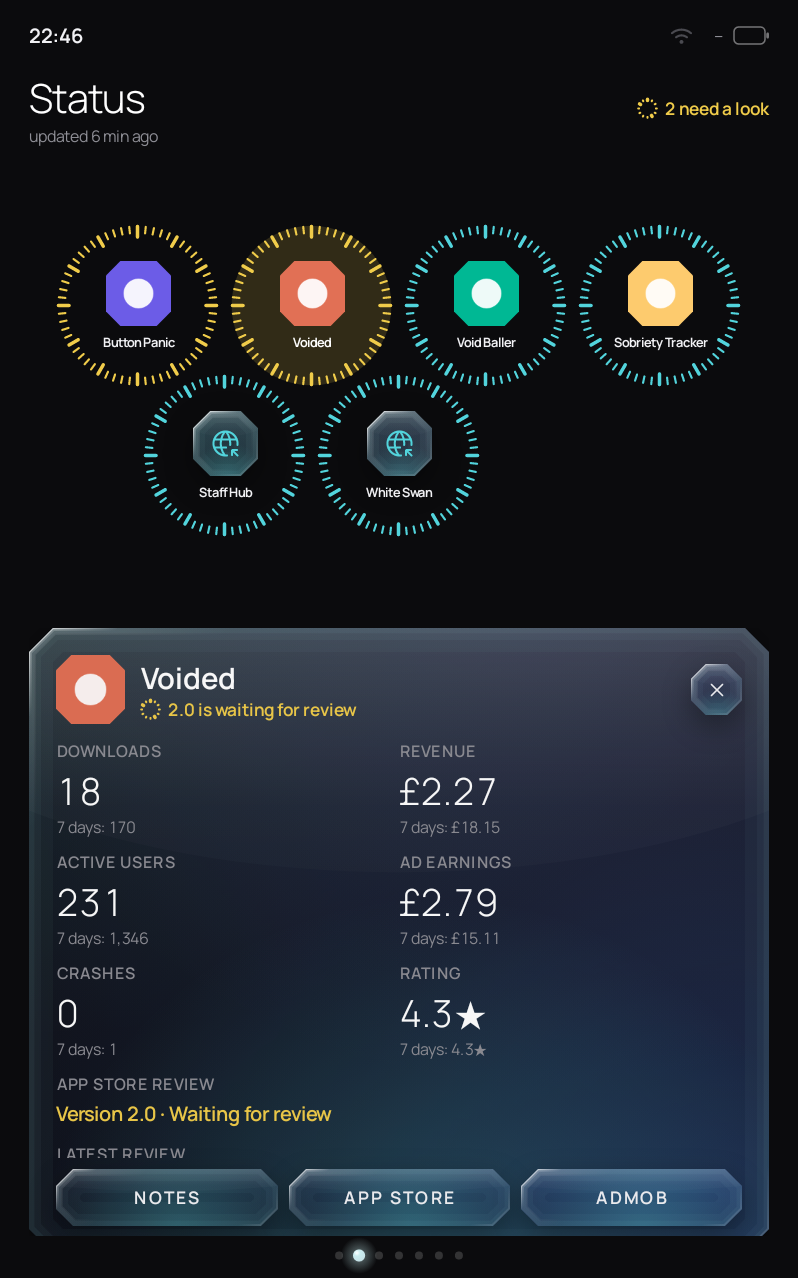 22:46
–
Status
2 need a look
updated 6 min ago
Button Panic
Voided
Void Baller
Sobriety Tracker
Staff Hub
White Swan
Voided
2.0 is waiting for review
DOWNLOADS
REVENUE
18
£2.27
7 days: 170
7 days: £18.15
ACTIVE USERS
AD EARNINGS
231
£2.79
7 days: 1,346
7 days: £15.11
CRASHES
RATING
0
4.3★
7 days: 1
7 days: 4.3★
APP STORE REVIEW
Version 2.0 · Waiting for review
LATEST REVIEW
NOTES
APP STORE
ADMOB